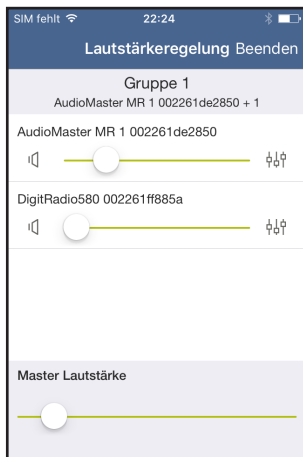 SIM fehlt 22:24
Lautstärkeregelung Beenden
Gruppe 1
AudioMaster MR 1 002261de2850 + 1
AudioMaster MR 1 002261de2850
DigitRadio580 002261ff885a
Master Lautstärke